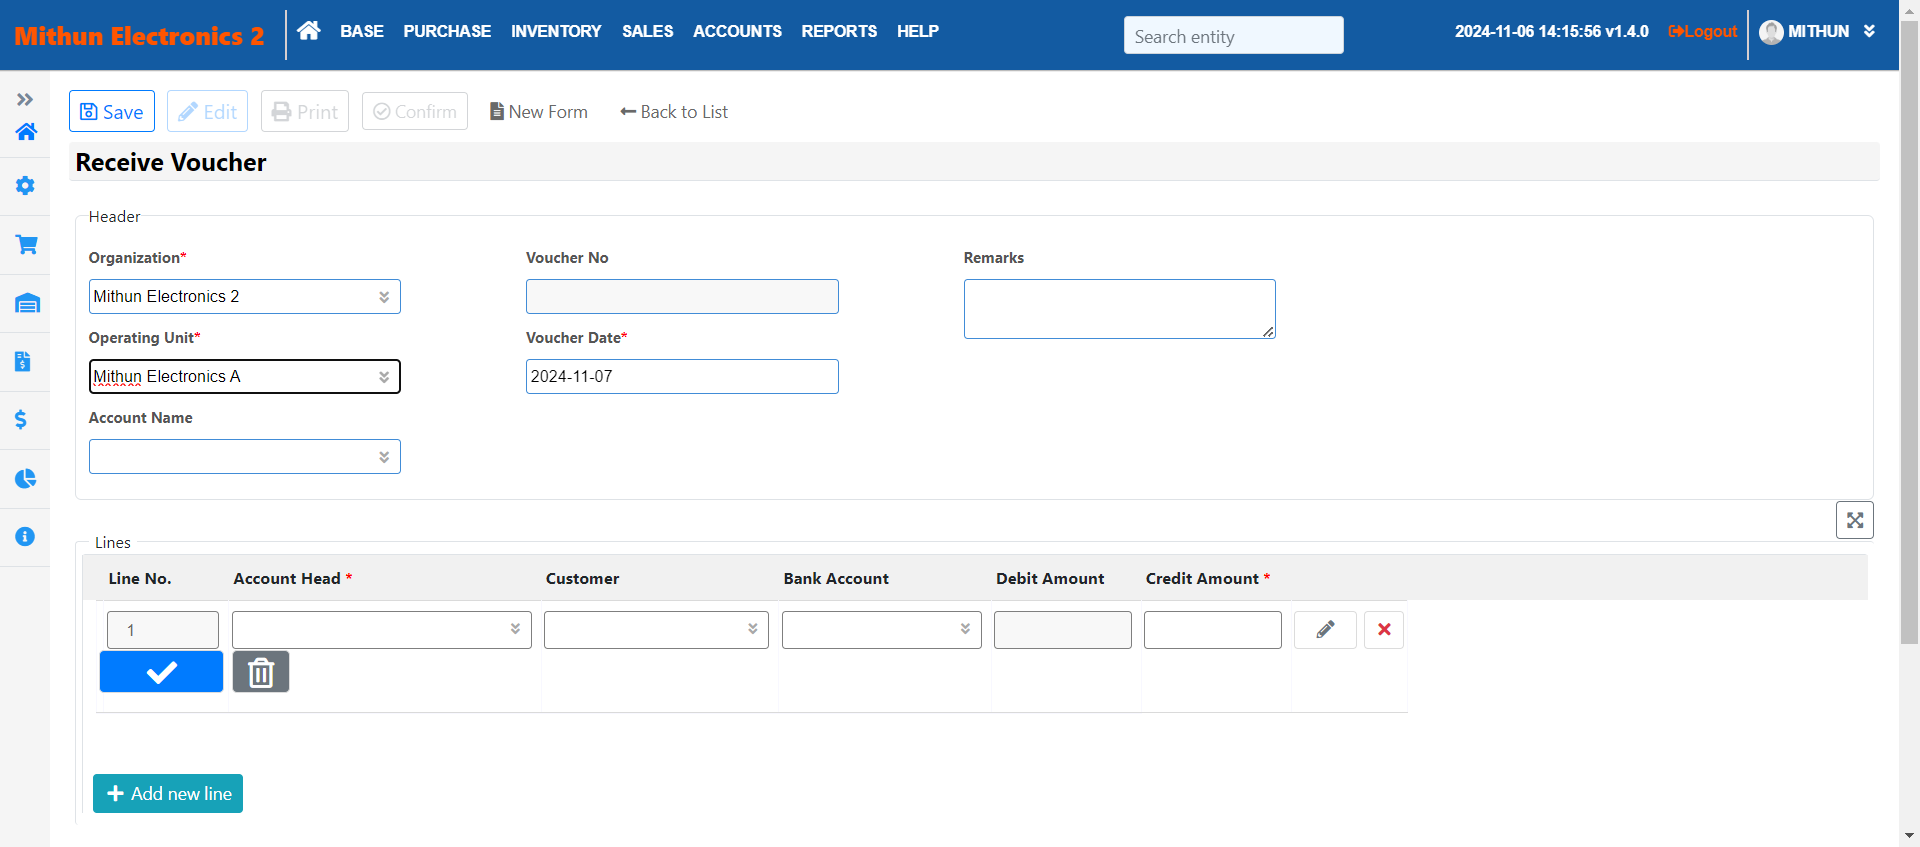 Mithun Electronics 2
BASE PURCHASE INVENTORY SALES ACCOUNTS REPORTS HELP
Search entity
2024-11-06 14:15:56 v1.4.0
Logout
MITHUN
Save Edit Print Confirm New Form Back to List
Receive Voucher
Header
Organization* Voucher No Remarks
Mithun Electronics 2
Operating Unit* Voucher Date*
Mithun Electronics A 2024-11-07
Account Name
Lines
Line No. Account Head * Customer Bank Account Debit Amount Credit Amount *
1
Add new line